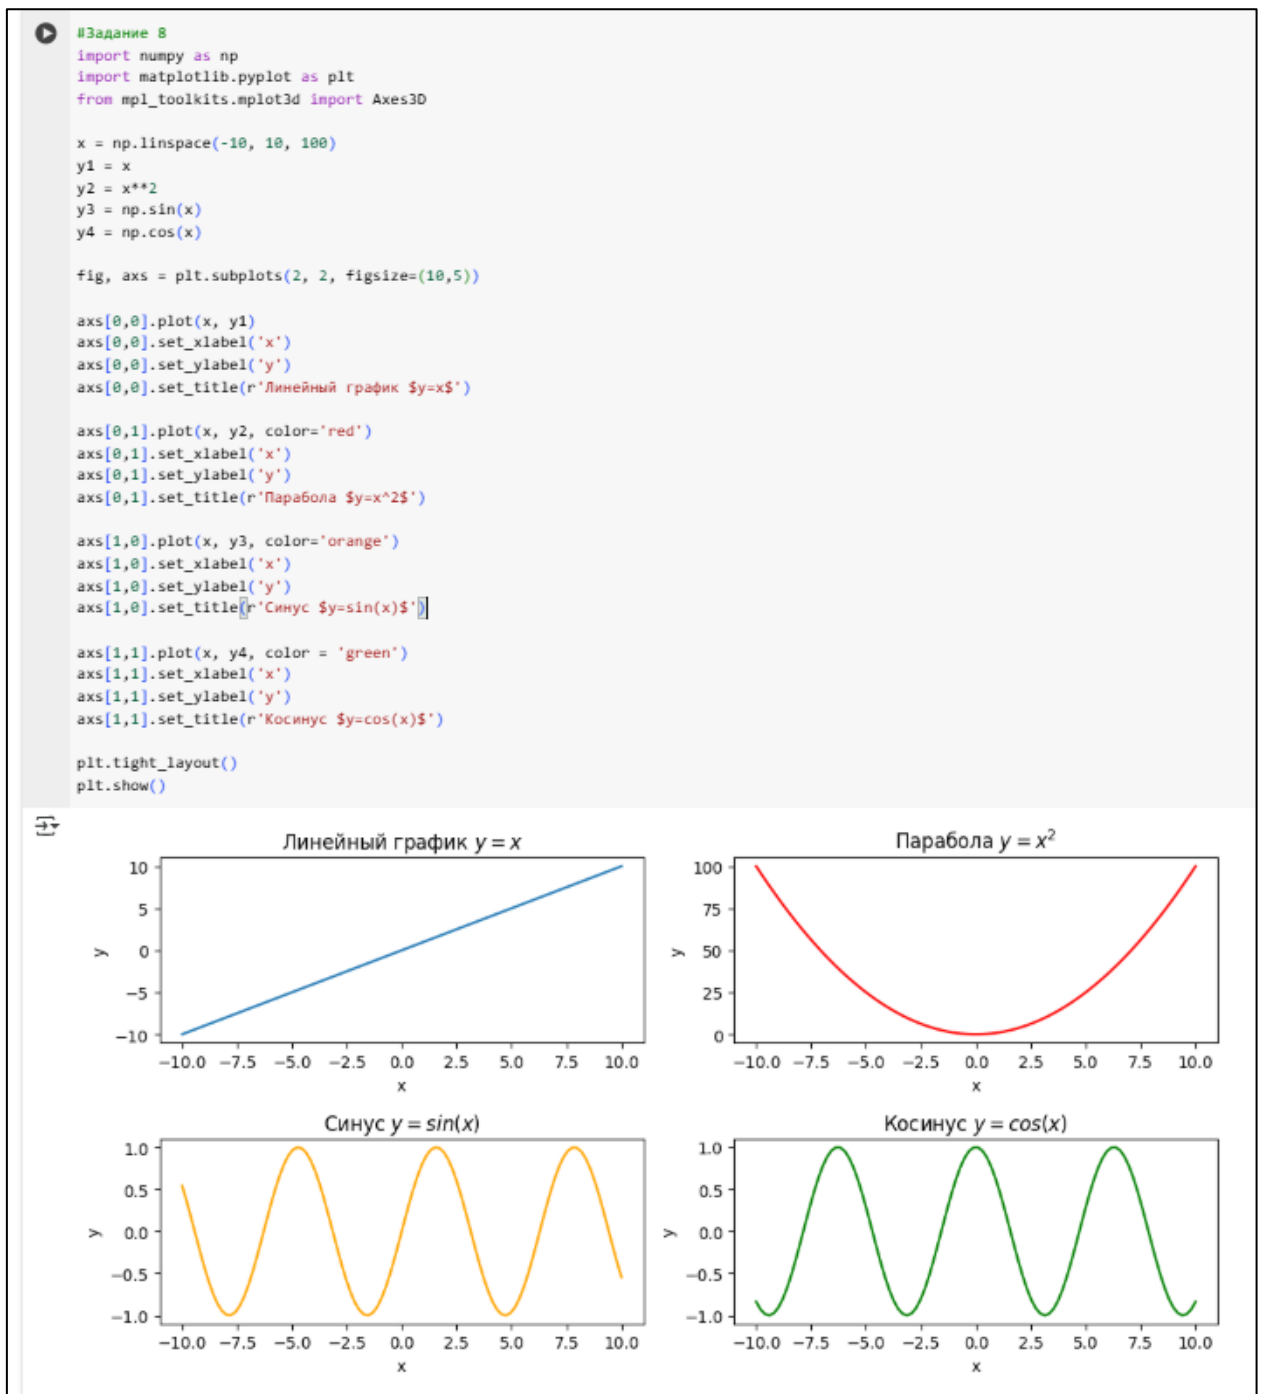 #Задание 8
import numpy as np
import matplotlib.pyplot as plt
from mpl_toolkits.mplot3d import Axes3D
x = np.linspace(-10, 10, 100)
y1 = x
y2 = x**2
y3 = np.sin(x)
y4 = np.cos(x)
fig, axs = plt.subplots(2, 2, figsize=(10,5))
axs[0,0].plot(x, y1)
axs[0,0].set_xlabel('x')
axs[0,0].set_ylabel('y')
axs[0,0].set_title(r'Линейный график $y=x$')
axs[0,1].plot(x, y2, color='red')
axs[0,1].set_xlabel('x')
axs[0,1].set_ylabel('y')
axs[0,1].set_title(r'Парабола $y=x^2$')
axs[1,0].plot(x, y3, color='orange')
axs[1,0].set_xlabel('x')
axs[1,0].set_ylabel('y')
axs[1,0].set_title(r'Синус $y=sin(x)$')
axs[1,1].plot(x, y4, color = 'green')
axs[1,1].set_xlabel('x')
axs[1,1].set_ylabel('y')
axs[1,1].set_title(r'Косинус $y=cos(x)$')
plt.tight_layout()
plt.show()
Линейный график y = x
10
5
0
−5
−10
y
−10.0 −7.5 −5.0 −2.5 0.0 2.5 5.0 7.5 10.0
x
Парабола y = x²
100
75
50
25
0
y
−10.0 −7.5 −5.0 −2.5 0.0 2.5 5.0 7.5 10.0
x
Синус y = sin(x)
1.0
0.5
0.0
−0.5
−1.0
y
−10.0 −7.5 −5.0 −2.5 0.0 2.5 5.0 7.5 10.0
x
Косинус y = cos(x)
1.0
0.5
0.0
−0.5
−1.0
y
−10.0 −7.5 −5.0 −2.5 0.0 2.5 5.0 7.5 10.0
x